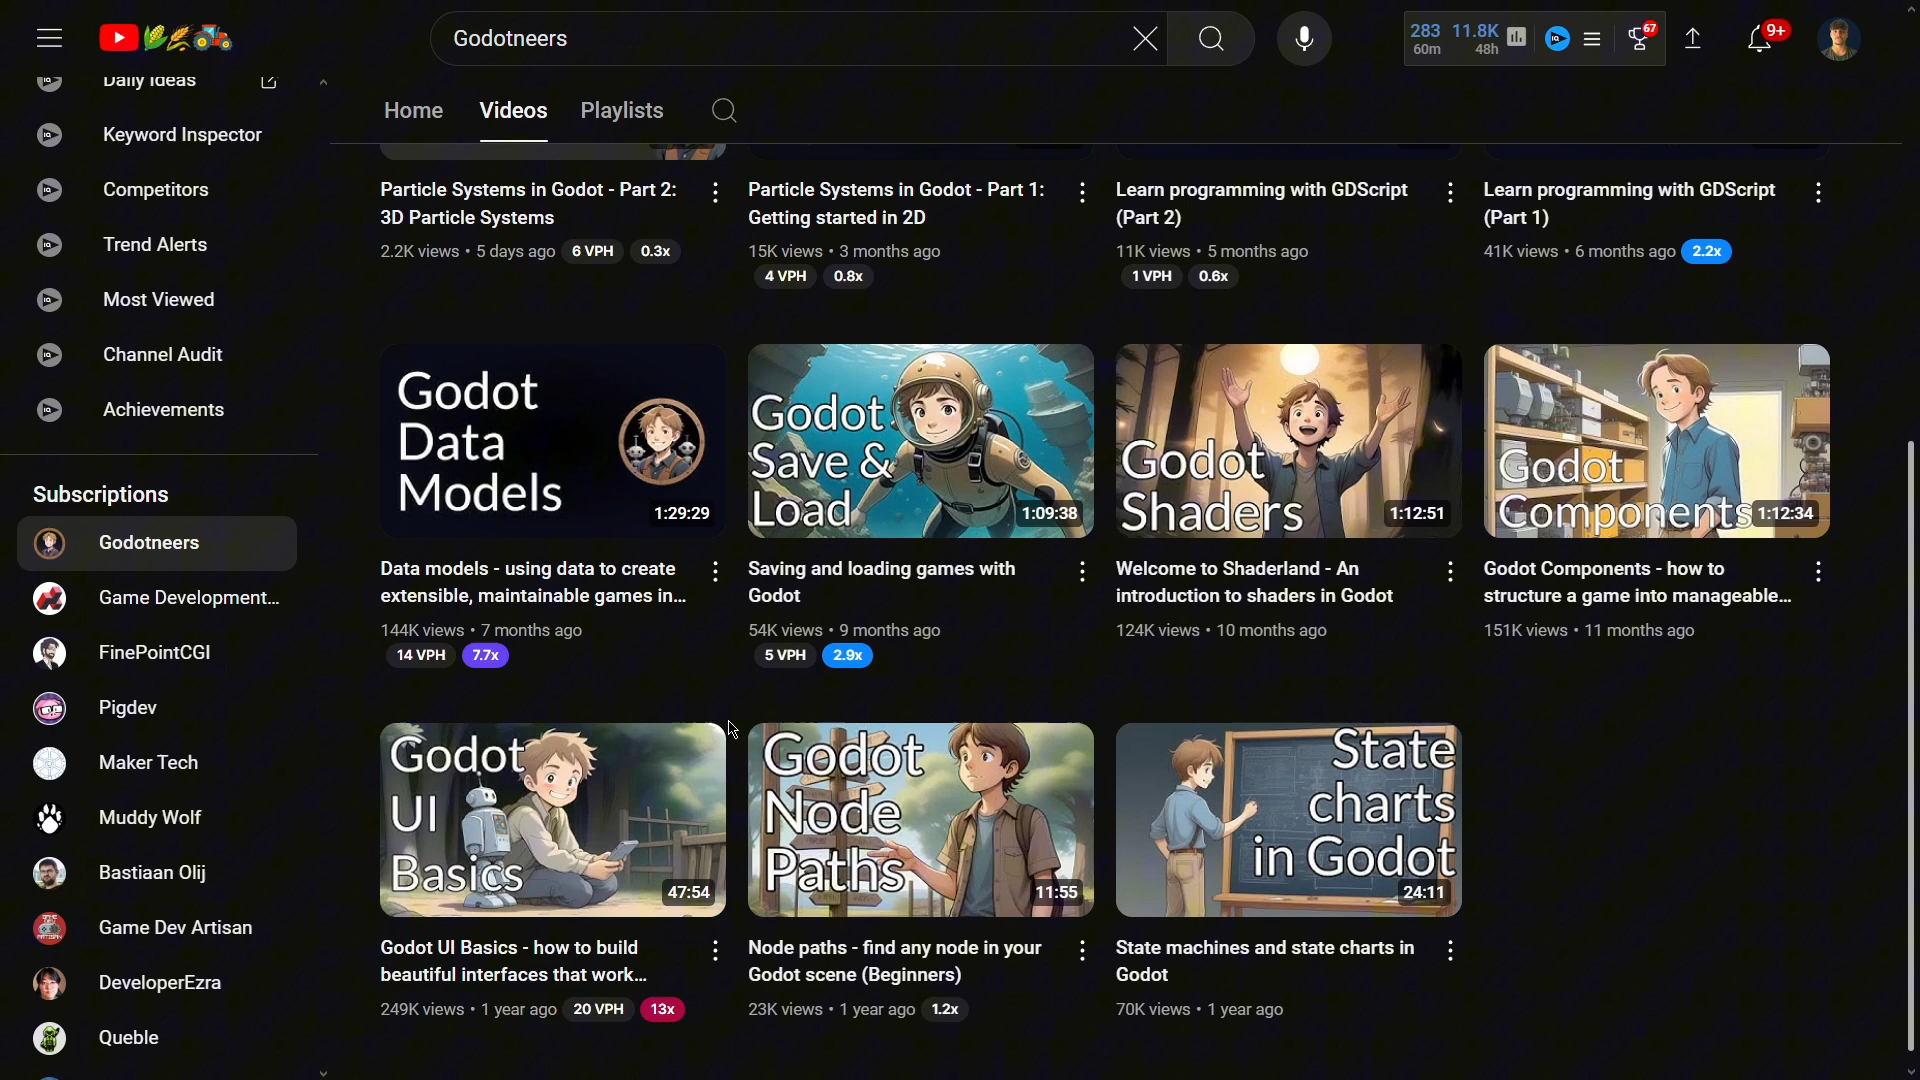 Godotneers
283 11.8K
60m 48h
67
9+
Daily Ideas
Keyword Inspector
Competitors
Trend Alerts
Most Viewed
Channel Audit
Achievements
Subscriptions
Godotneers
Game Development...
FinePointCGI
Pigdev
Maker Tech
Muddy Wolf
Bastiaan Olij
Game Dev Artisan
DeveloperEzra
Queble
Home Videos Playlists
Particle Systems in Godot - Part 2:
3D Particle Systems
2.2K views • 5 days ago 6 VPH 0.3x
Particle Systems in Godot - Part 1:
Getting started in 2D
15K views • 3 months ago
4 VPH 0.8x
Learn programming with GDScript
(Part 2)
11K views • 5 months ago
1 VPH 0.6x
Learn programming with GDScript
(Part 1)
41K views • 6 months ago 2.2x
Godot
Data
Models
1:29:29
Data models - using data to create
extensible, maintainable games in...
144K views • 7 months ago
14 VPH 7.7x
Godot
Save &
Load
1:09:38
Saving and loading games with
Godot
54K views • 9 months ago
5 VPH 2.9x
Godot
Shaders
1:12:51
Welcome to Shaderland - An
introduction to shaders in Godot
124K views • 10 months ago
Godot
Components
1:12:34
Godot Components - how to
structure a game into manageable...
151K views • 11 months ago
Godot
UI
Basics
47:54
Godot UI Basics - how to build
beautiful interfaces that work...
249K views • 1 year ago 20 VPH 13x
Godot
Node
Paths
11:55
Node paths - find any node in your
Godot scene (Beginners)
23K views • 1 year ago 1.2x
State
charts
in Godot
24:11
State machines and state charts in
Godot
70K views • 1 year ago